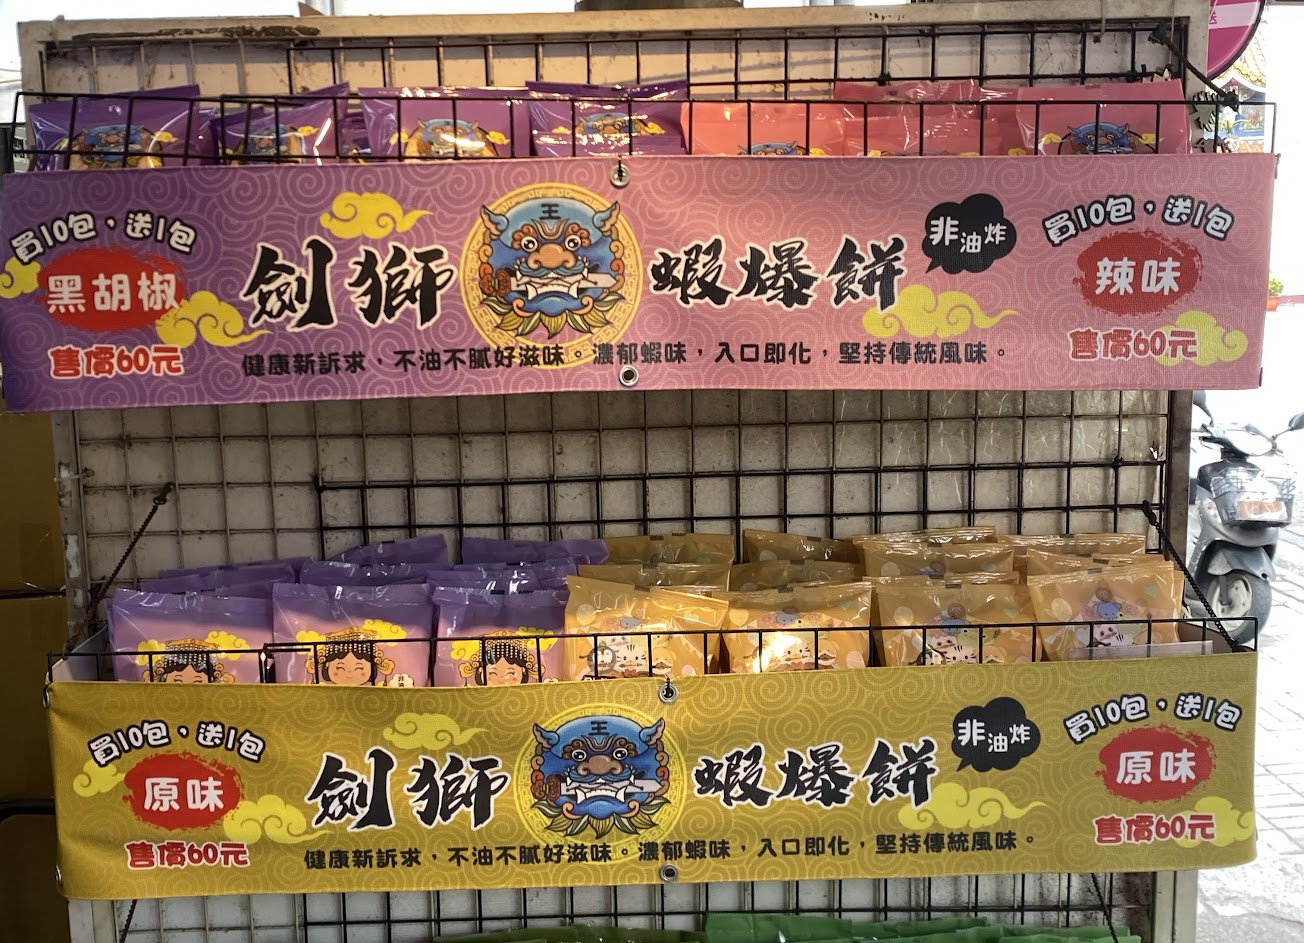 買10包，送1包
黑胡椒
售價60元
劍獅
王
蝦爆餅
非油炸
健康新訴求，不油不膩好滋味。濃郁蝦味，入口即化，堅持傳統風味。
買10包，送1包
辣味
售價60元
買10包，送1包
原味
售價60元
劍獅
王
蝦爆餅
非油炸
健康新訴求，不油不膩好滋味。濃郁蝦味，入口即化，堅持傳統風味。
買10包，送1包
原味
售價60元